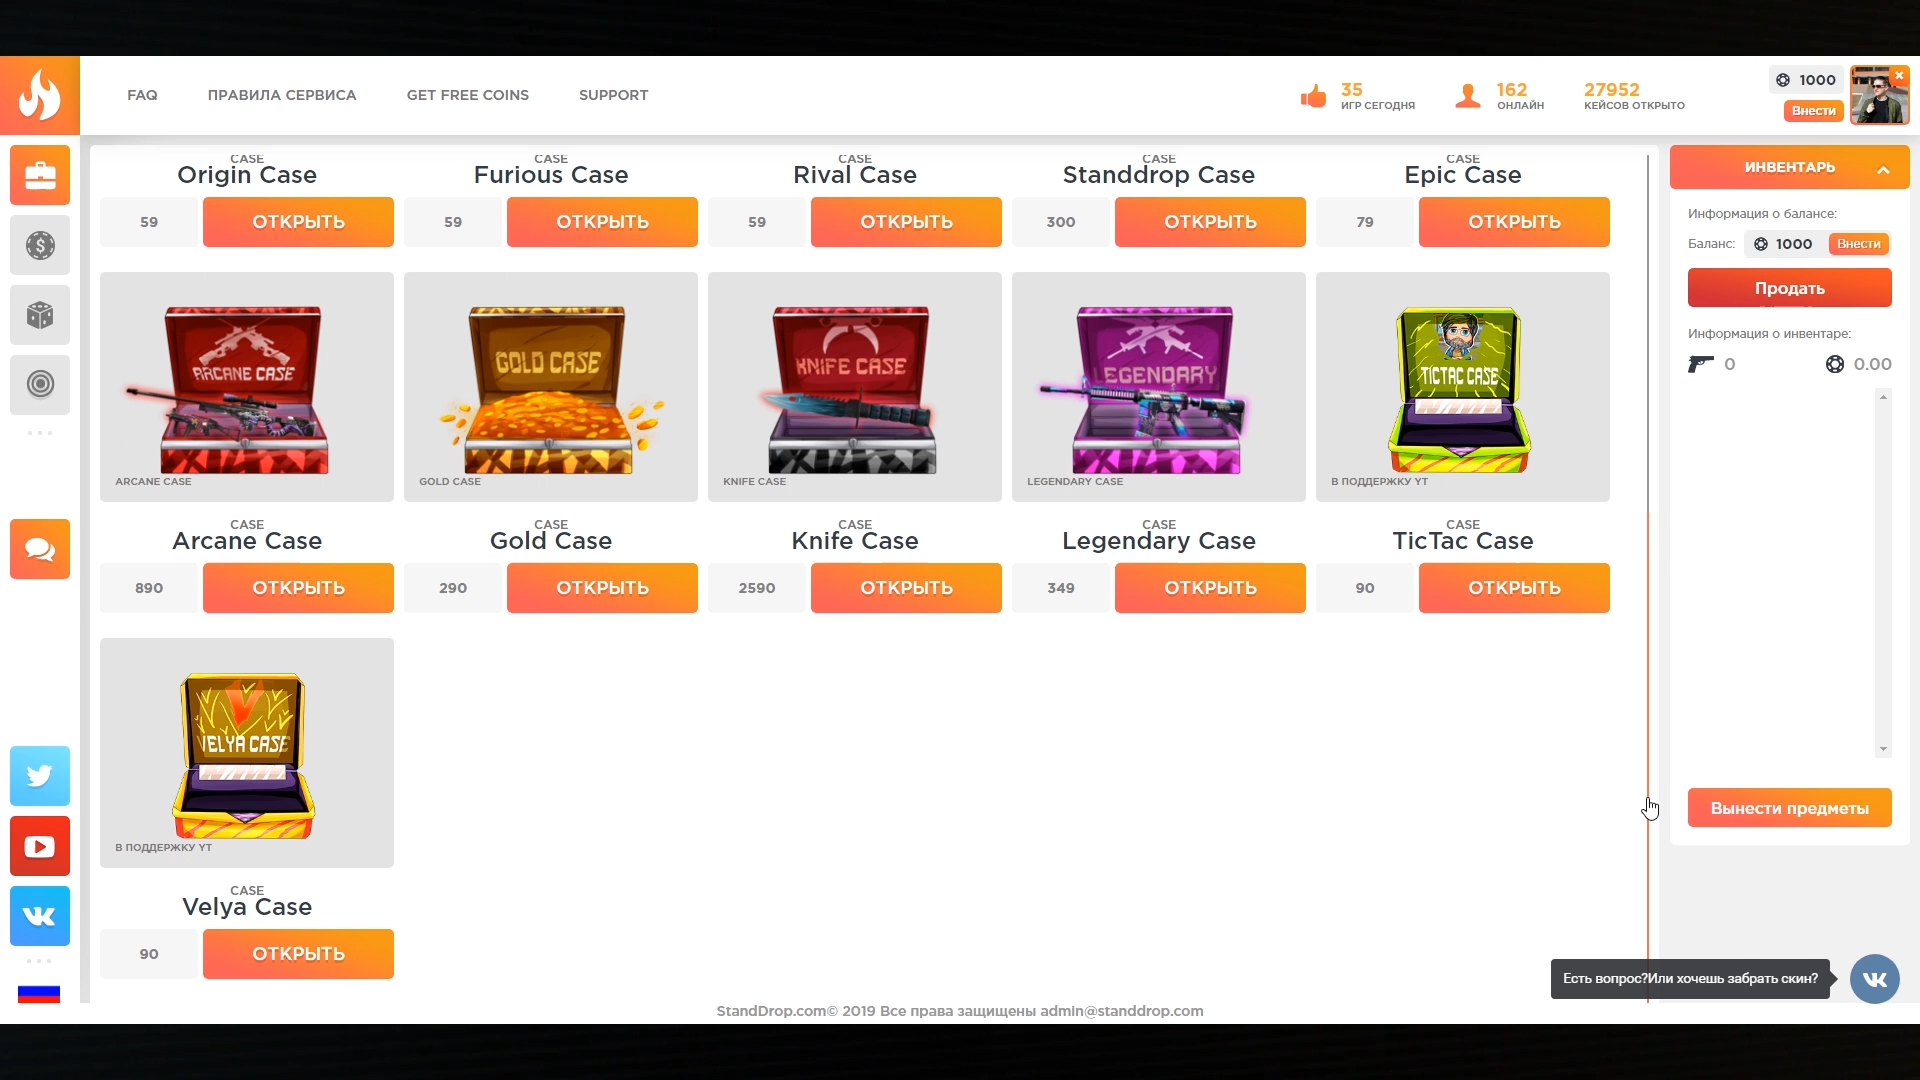 FAQ
ПРАВИЛА СЕРВИСА
GET FREE COINS
SUPPORT
35
ИГР СЕГОДНЯ
162
ОНЛАЙН
27952
КЕЙСОВ ОТКРЫТО
1000
Внести
CASE
Origin Case
59
ОТКРЫТЬ
CASE
Furious Case
59
ОТКРЫТЬ
CASE
Rival Case
59
ОТКРЫТЬ
CASE
Standdrop Case
300
ОТКРЫТЬ
CASE
Epic Case
79
ОТКРЫТЬ
ARCANE CASE
ARCANE CASE
CASE
Arcane Case
890
ОТКРЫТЬ
GOLD CASE
GOLD CASE
CASE
Gold Case
290
ОТКРЫТЬ
KNIFE CASE
KNIFE CASE
CASE
Knife Case
2590
ОТКРЫТЬ
LEGENDARY
LEGENDARY CASE
CASE
Legendary Case
349
ОТКРЫТЬ
TICTAC CASE
В ПОДДЕРЖКУ YT
CASE
TicTac Case
90
ОТКРЫТЬ
VELYA CASE
В ПОДДЕРЖКУ YT
CASE
Velya Case
90
ОТКРЫТЬ
ИНВЕНТАРЬ
Информация о балансе:
Баланс: 1000 Внести
Продать
Информация о инвентаре:
0 0.00
Вынести предметы
Есть вопрос?Или хочешь забрать скин?
StandDrop.com© 2019 Все права защищены admin@standdrop.com